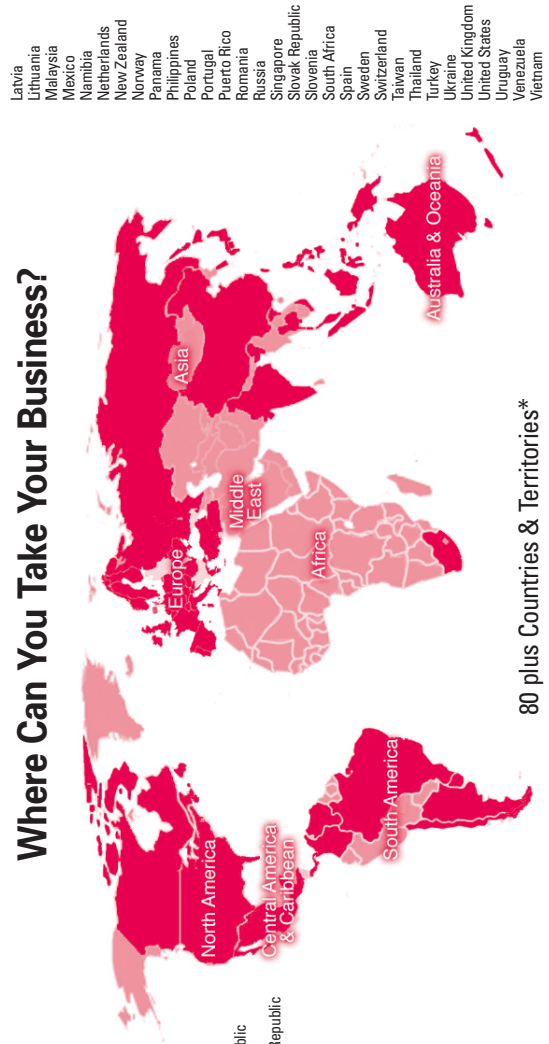 Where Can You Take Your Business?
North America
Central America
& Caribbean
South America
Europe
Africa
Middle
East
Asia
Australia & Oceania
80 plus Countries & Territories*
blic
Republic
Latvia
Lithuania
Malaysia
Mexico
Namibia
Netherlands
New Zealand
Norway
Panama
Philippines
Poland
Portugal
Puerto Rico
Romania
Russia
Singapore
Slovak Republic
Slovenia
South Africa
Spain
Sweden
Switzerland
Taiwan
Thailand
Turkey
Ukraine
United Kingdom
United States
Uruguay
Venezuela
Vietnam